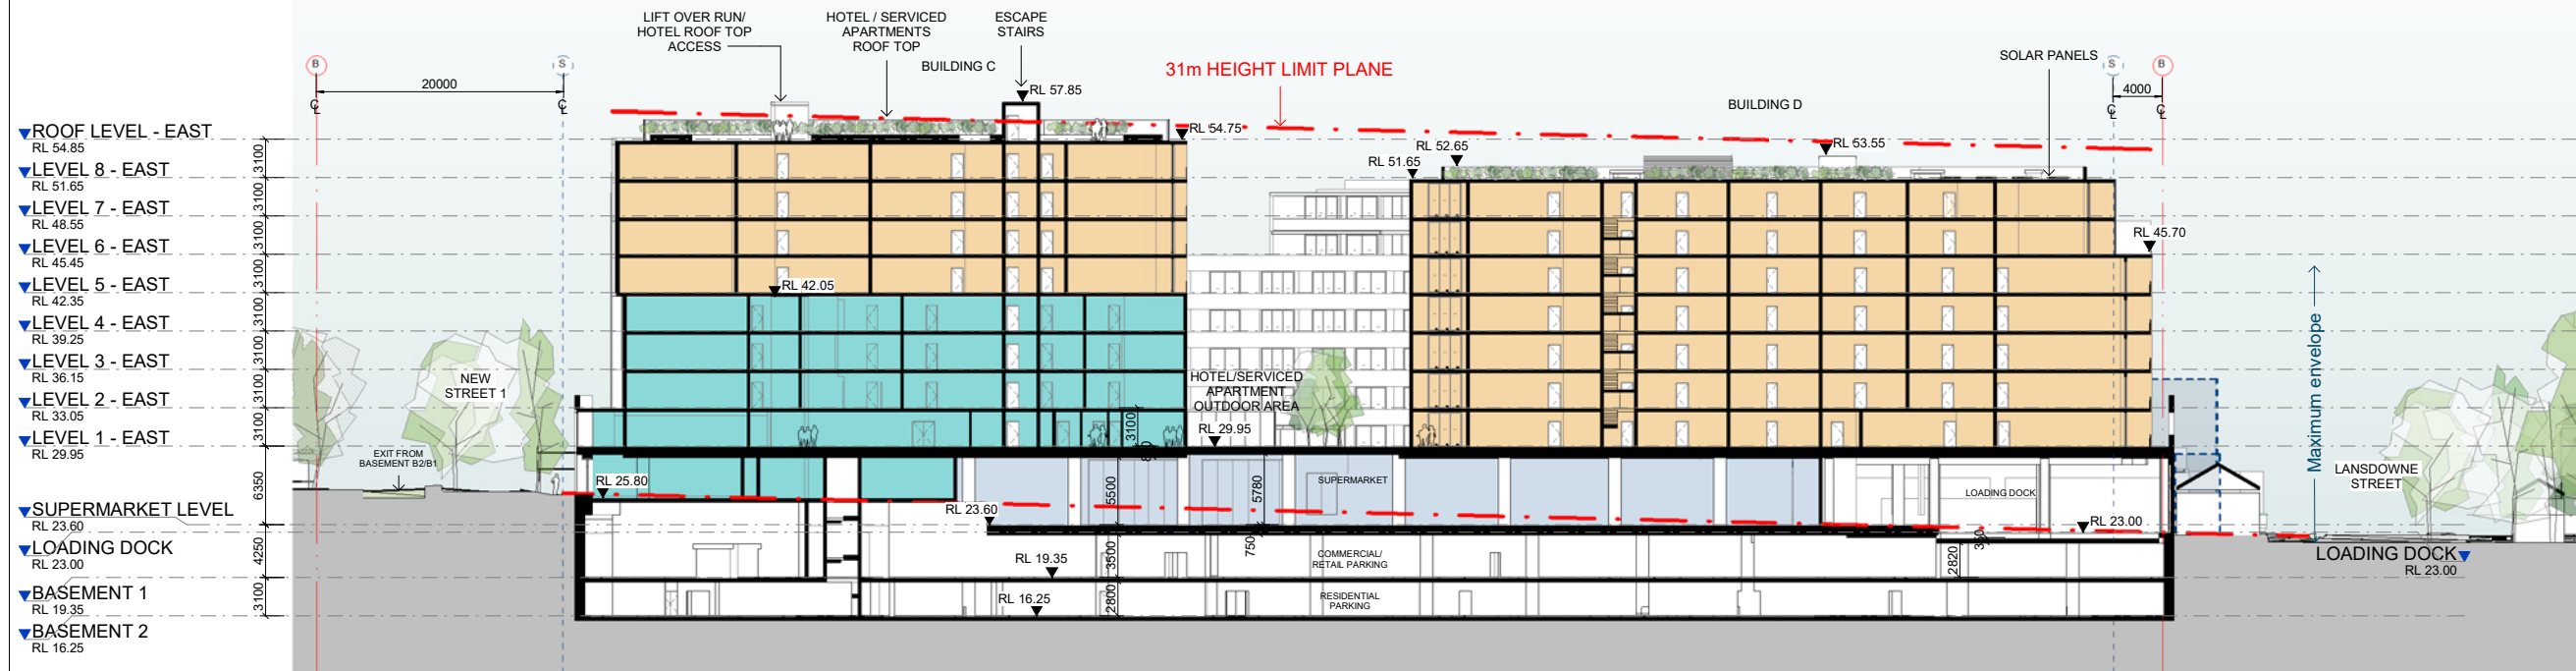 LIFT OVER RUN/
HOTEL ROOF TOP
ACCESS
HOTEL / SERVICED
APARTMENTS
ROOF TOP
ESCAPE
STAIRS
BUILDING C
31m HEIGHT LIMIT PLANE
SOLAR PANELS
BUILDING D
B
S
S
B
20000
4000
RL 57.85
RL 54.75
RL 53.55
RL 52.65
RL 51.65
RL 45.70
RL 42.05
ROOF LEVEL - EAST
RL 54.85
3100
LEVEL 8 - EAST
RL 51.65
3100
LEVEL 7 - EAST
RL 48.55
3100
LEVEL 6 - EAST
RL 45.45
3100
LEVEL 5 - EAST
RL 42.35
3100
LEVEL 4 - EAST
RL 39.25
3100
LEVEL 3 - EAST
RL 36.15
3100
LEVEL 2 - EAST
RL 33.05
3100
LEVEL 1 - EAST
RL 29.95
6350
SUPERMARKET LEVEL
RL 23.60
LOADING DOCK
RL 23.00
4250
BASEMENT 1
RL 19.35
3100
BASEMENT 2
RL 16.25
NEW
STREET 1
EXIT FROM
BASEMENT B2/B1
HOTEL/SERVICED
APARTMENT
OUTDOOR AREA
RL 29.95
3100
RL 25.80
RL 23.60
5500
5780
SUPERMARKET
LOADING DOCK
RL 23.00
750
3500
COMMERCIAL/
RETAIL PARKING
2820
RL 19.35
RL 16.25
2800
RESIDENTIAL
PARKING
Maximum envelope
LANSDOWNE
STREET
LOADING DOCK
RL 23.00